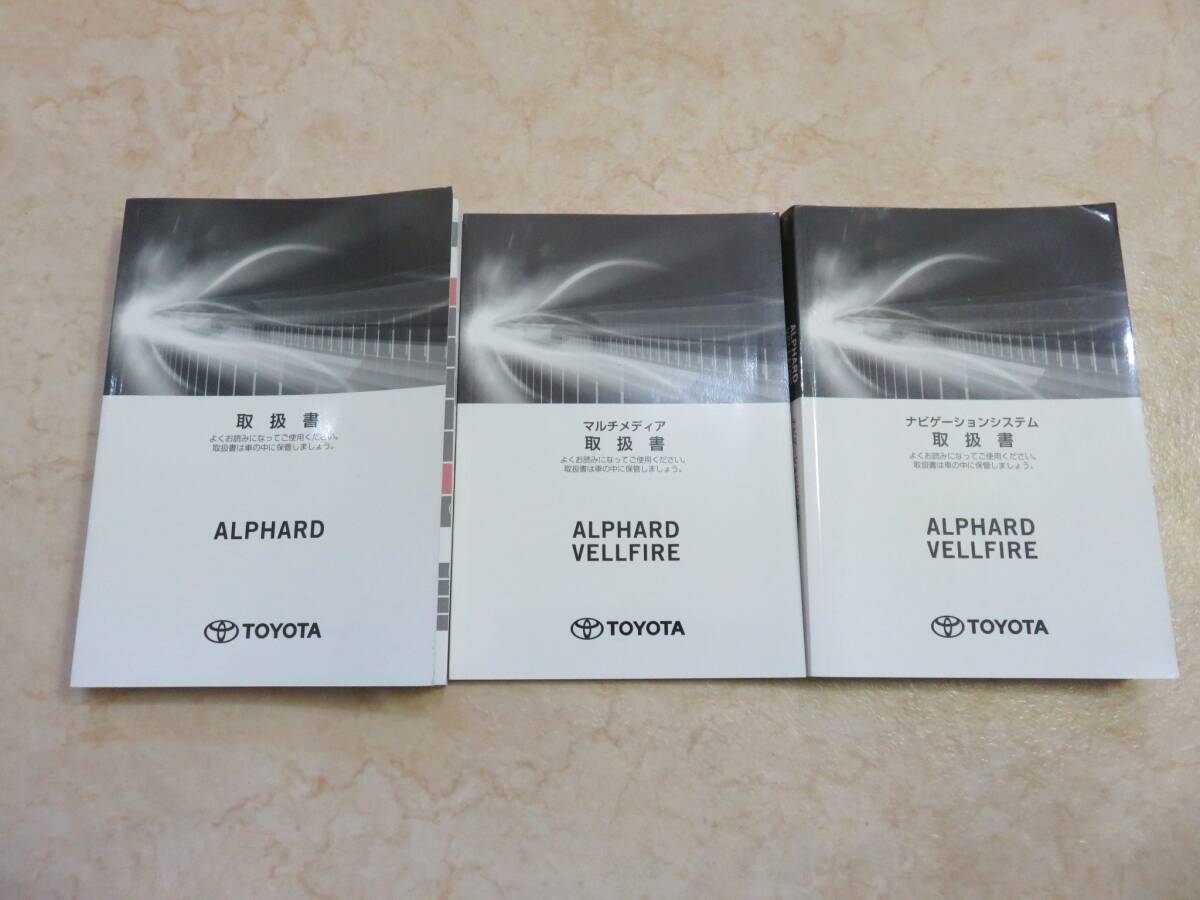 取扱書
よくお読みになってご使用ください。
取扱書は車の中に保管しましょう。
ALPHARD
TOYOTA
マルチメディア
取扱書
よくお読みになってご使用ください。
取扱書は車の中に保管しましょう。
ALPHARD
VELLFIRE
TOYOTA
ALPHARD
ナビゲーションシステム
取扱書
よくお読みになってご使用ください。
取扱書は車の中に保管しましょう。
ALPHARD
VELLFIRE
TOYOTA